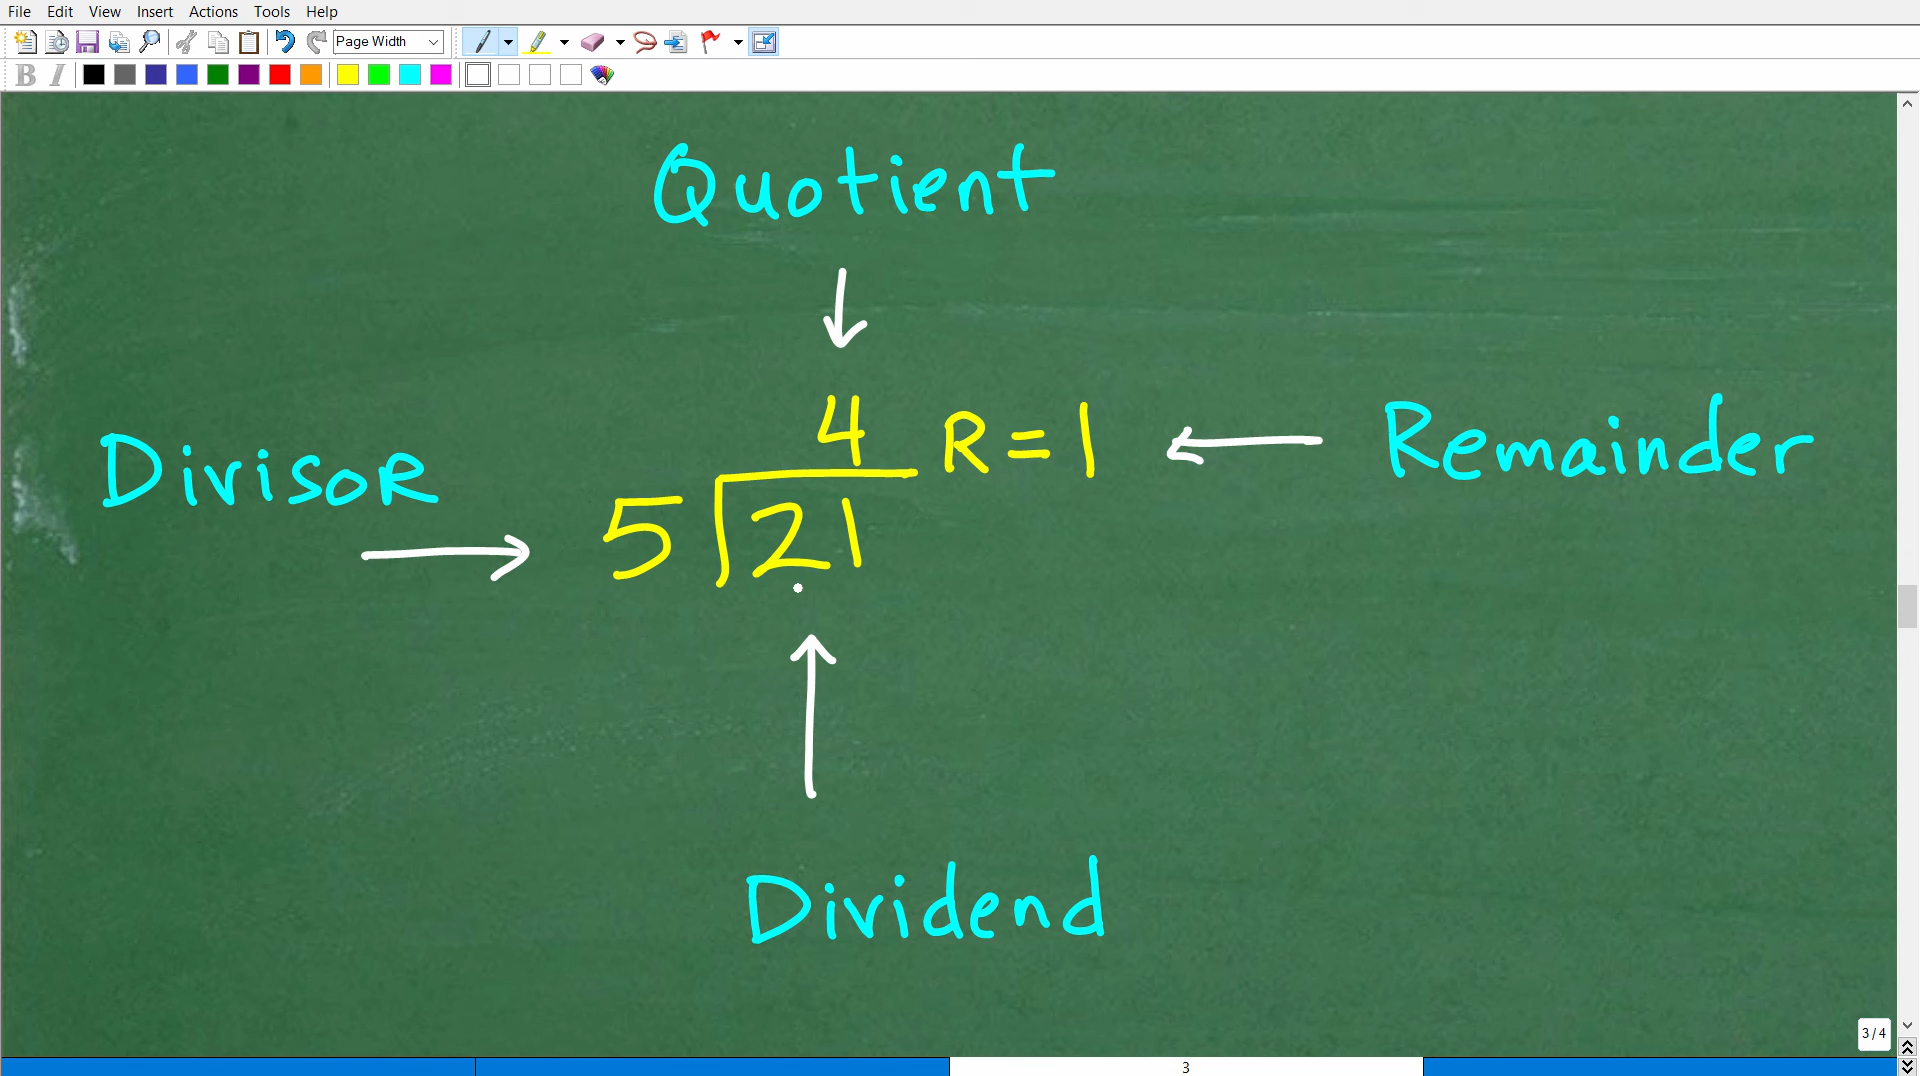 File Edit View Insert Actions Tools Help
Page Width
B I
Quotient
4 R = 1
Remainder
Divisor
5 21
Dividend
3 / 4
3